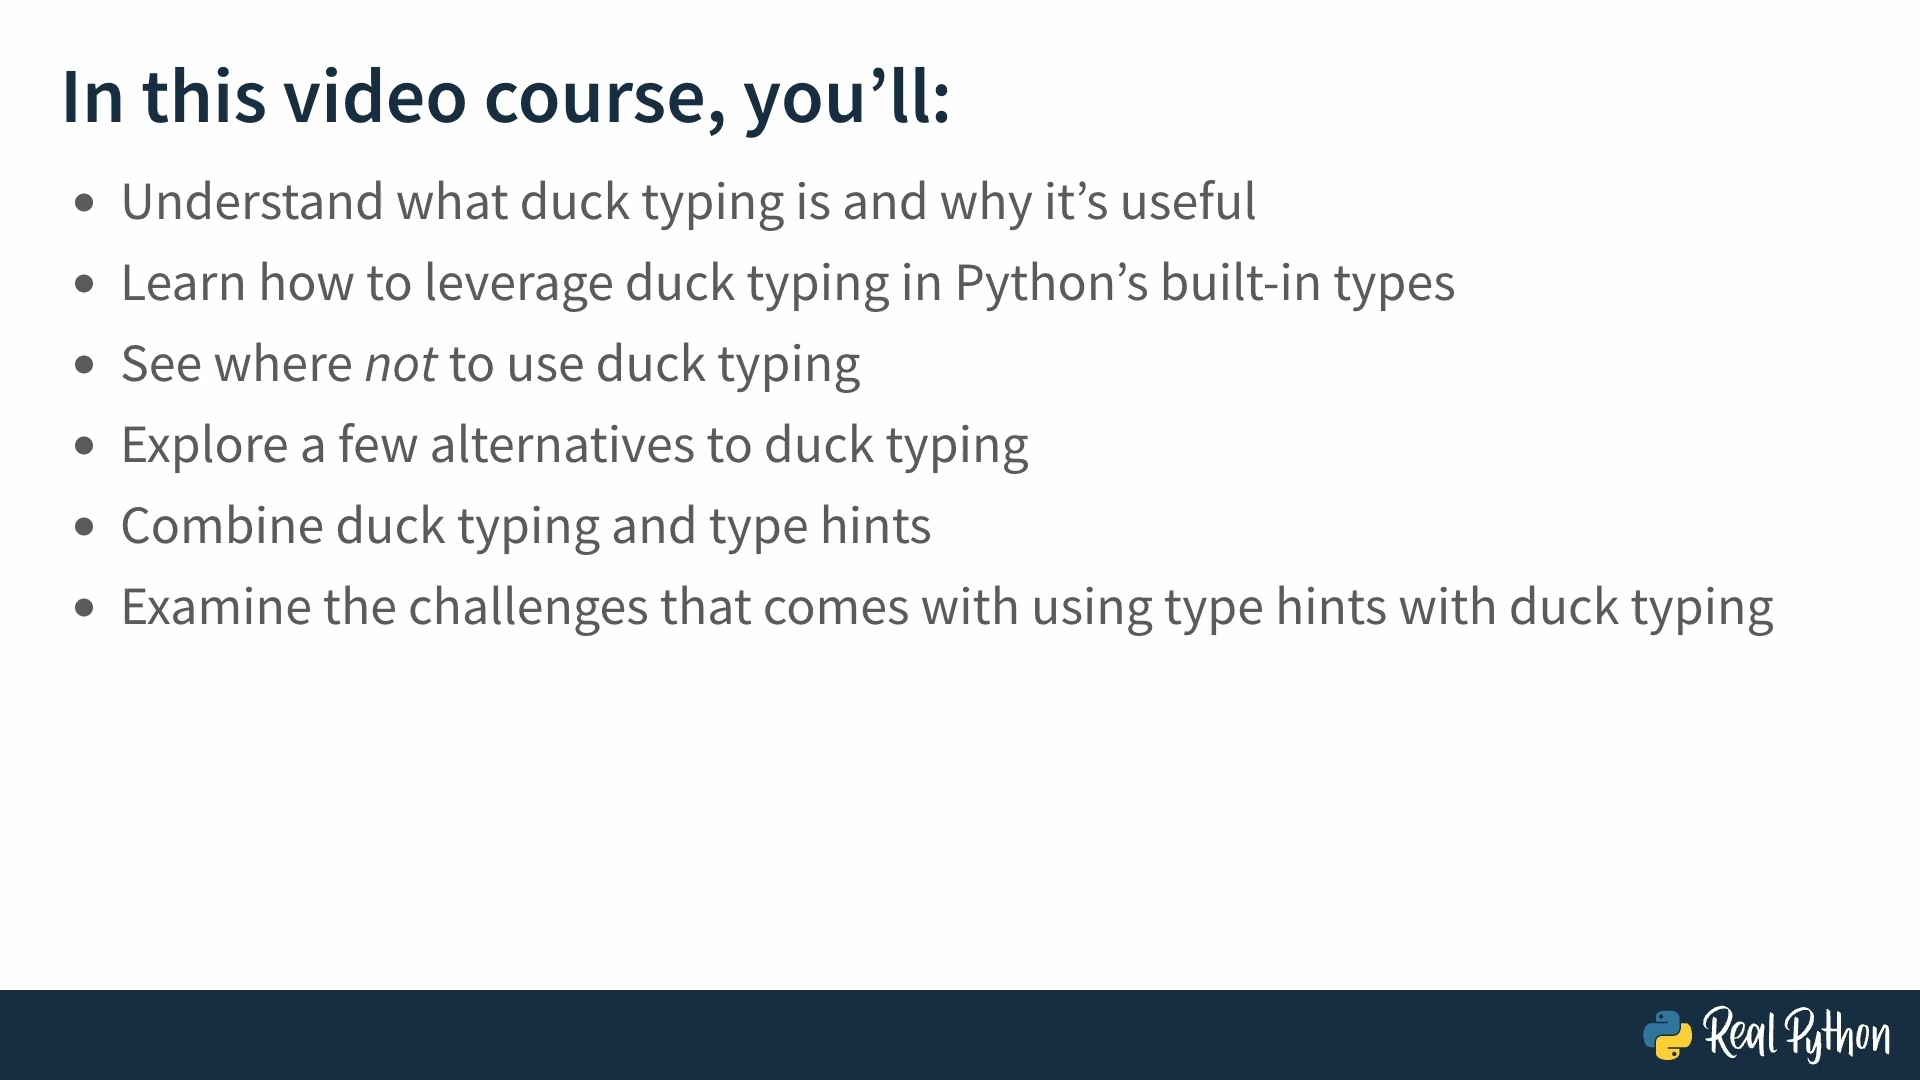 In this video course, you’ll:
• Understand what duck typing is and why it’s useful
• Learn how to leverage duck typing in Python’s built-in types
• See where not to use duck typing
• Explore a few alternatives to duck typing
• Combine duck typing and type hints
• Examine the challenges that comes with using type hints with duck typing
Real Python